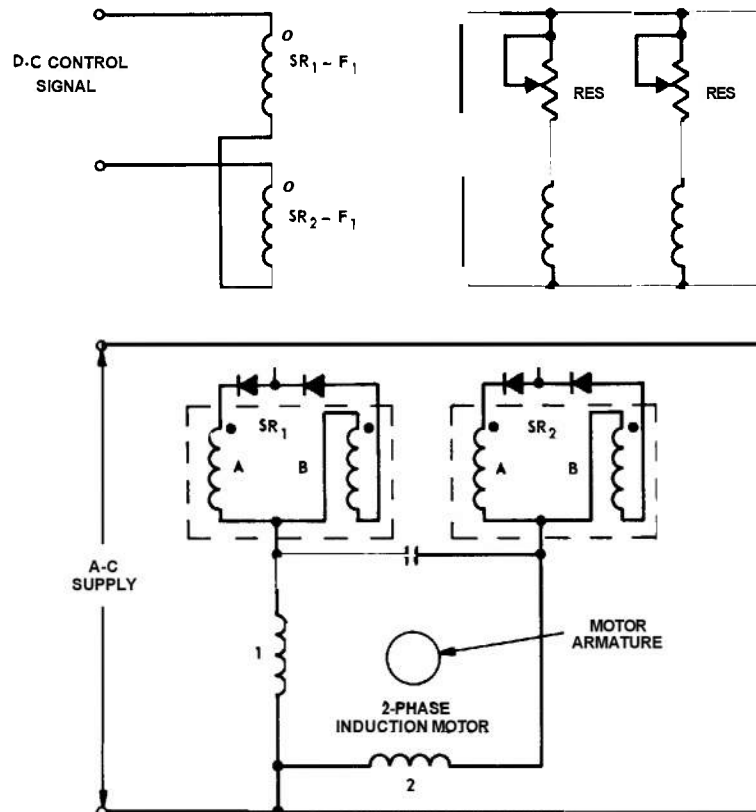 D-C CONTROL
SIGNAL
O
SR1 – F1
O
SR2 – F1
RES
RES
SR1
A
B
SR2
A
B
A-C
SUPPLY
1
MOTOR
ARMATURE
2-PHASE
INDUCTION MOTOR
2